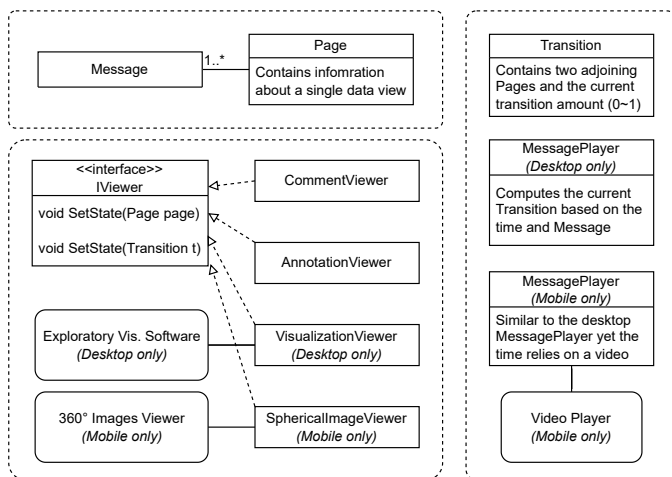 Message
1..*
Page
Contains infomration
about a single data view
<<interface>>
IViewer
void SetState(Page page)
void SetState(Transition t)
CommentViewer
AnnotationViewer
Exploratory Vis. Software
(Desktop only)
VisualizationViewer
(Desktop only)
360° Images Viewer
(Mobile only)
SphericalImageViewer
(Mobile only)
Transition
Contains two adjoining
Pages and the current
transition amount (0~1)
MessagePlayer
(Desktop only)
Computes the current
Transition based on the
time and Message
MessagePlayer
(Mobile only)
Similar to the desktop
MessagePlayer yet the
time relies on a video
Video Player
(Mobile only)